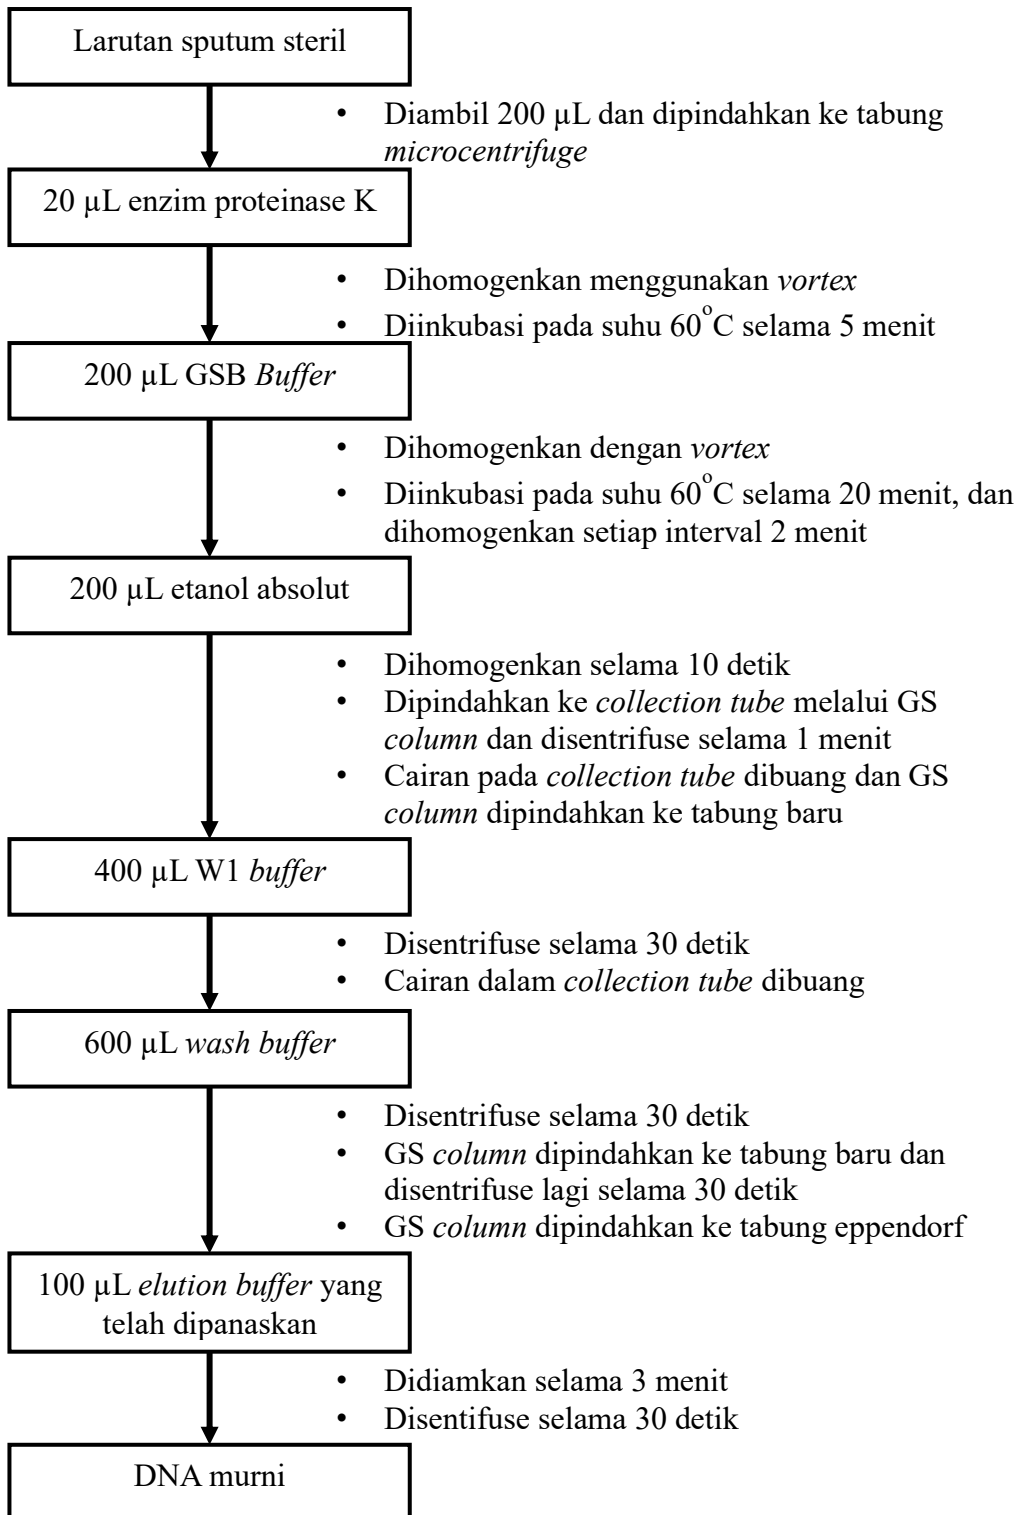 Larutan sputum steril
• Diambil 200 µL dan dipindahkan ke tabung
microcentrifuge
20 µL enzim proteinase K
• Dihomogenkan menggunakan vortex
• Diinkubasi pada suhu 60°C selama 5 menit
200 µL GSB Buffer
• Dihomogenkan dengan vortex
• Diinkubasi pada suhu 60°C selama 20 menit, dan
dihomogenkan setiap interval 2 menit
200 µL etanol absolut
• Dihomogenkan selama 10 detik
• Dipindahkan ke collection tube melalui GS
column dan disentrifuse selama 1 menit
• Cairan pada collection tube dibuang dan GS
column dipindahkan ke tabung baru
400 µL W1 buffer
• Disentrifuse selama 30 detik
• Cairan dalam collection tube dibuang
600 µL wash buffer
• Disentrifuse selama 30 detik
• GS column dipindahkan ke tabung baru dan
disentrifuse lagi selama 30 detik
• GS column dipindahkan ke tabung eppendorf
100 µL elution buffer yang
telah dipanaskan
• Didiamkan selama 3 menit
• Disentifuse selama 30 detik
DNA murni